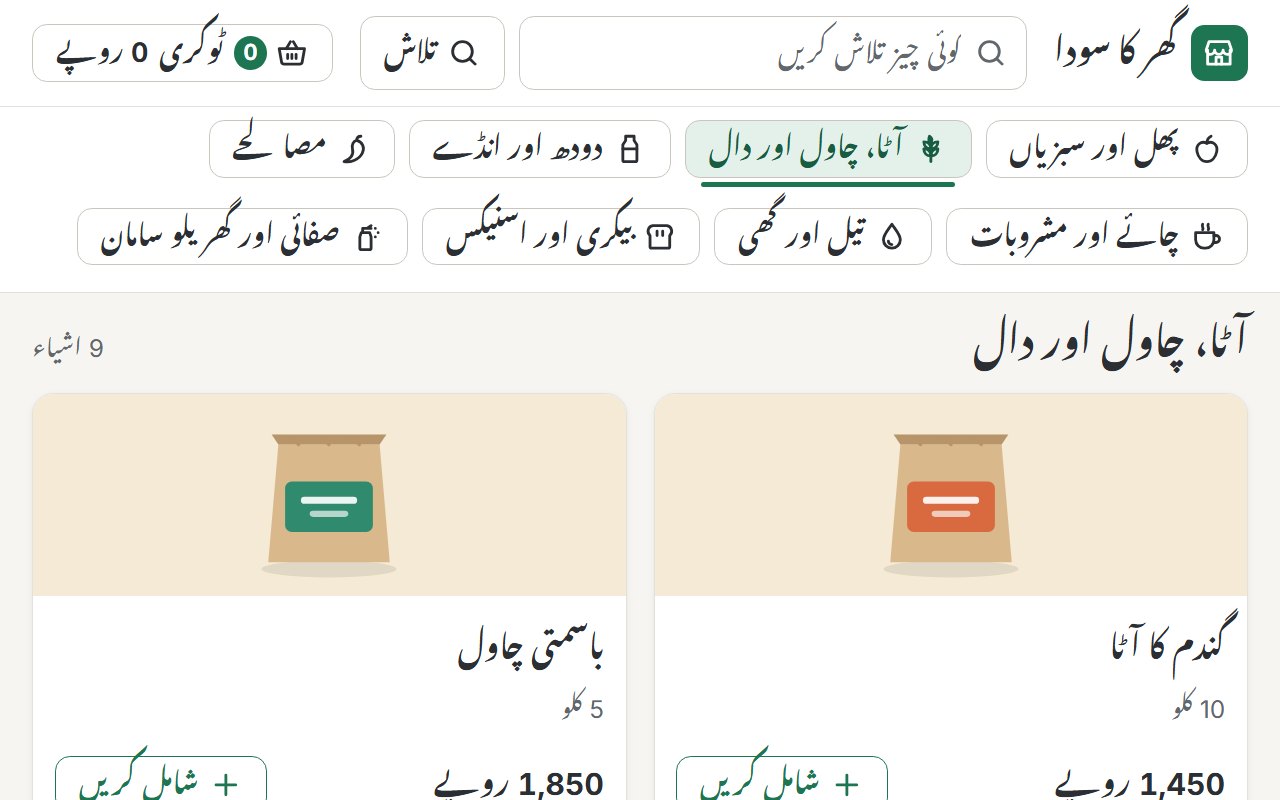 گھر کا سودا
کوئی چیز تلاش کریں
تلاش
0 ٹوکری 0 روپے
پھل اور سبزیاں
آٹا، چاول اور دال
دودھ اور انڈے
مصالحے
چائے اور مشروبات
تیل اور گھی
بیکری اور اسنیکس
صفائی اور گھریلو سامان
آٹا، چاول اور دال
9 اشیاء
گندم کا آٹا
10 کلو
1,450 روپے
شامل کریں
باسمتی چاول
5 کلو
1,850 روپے
شامل کریں